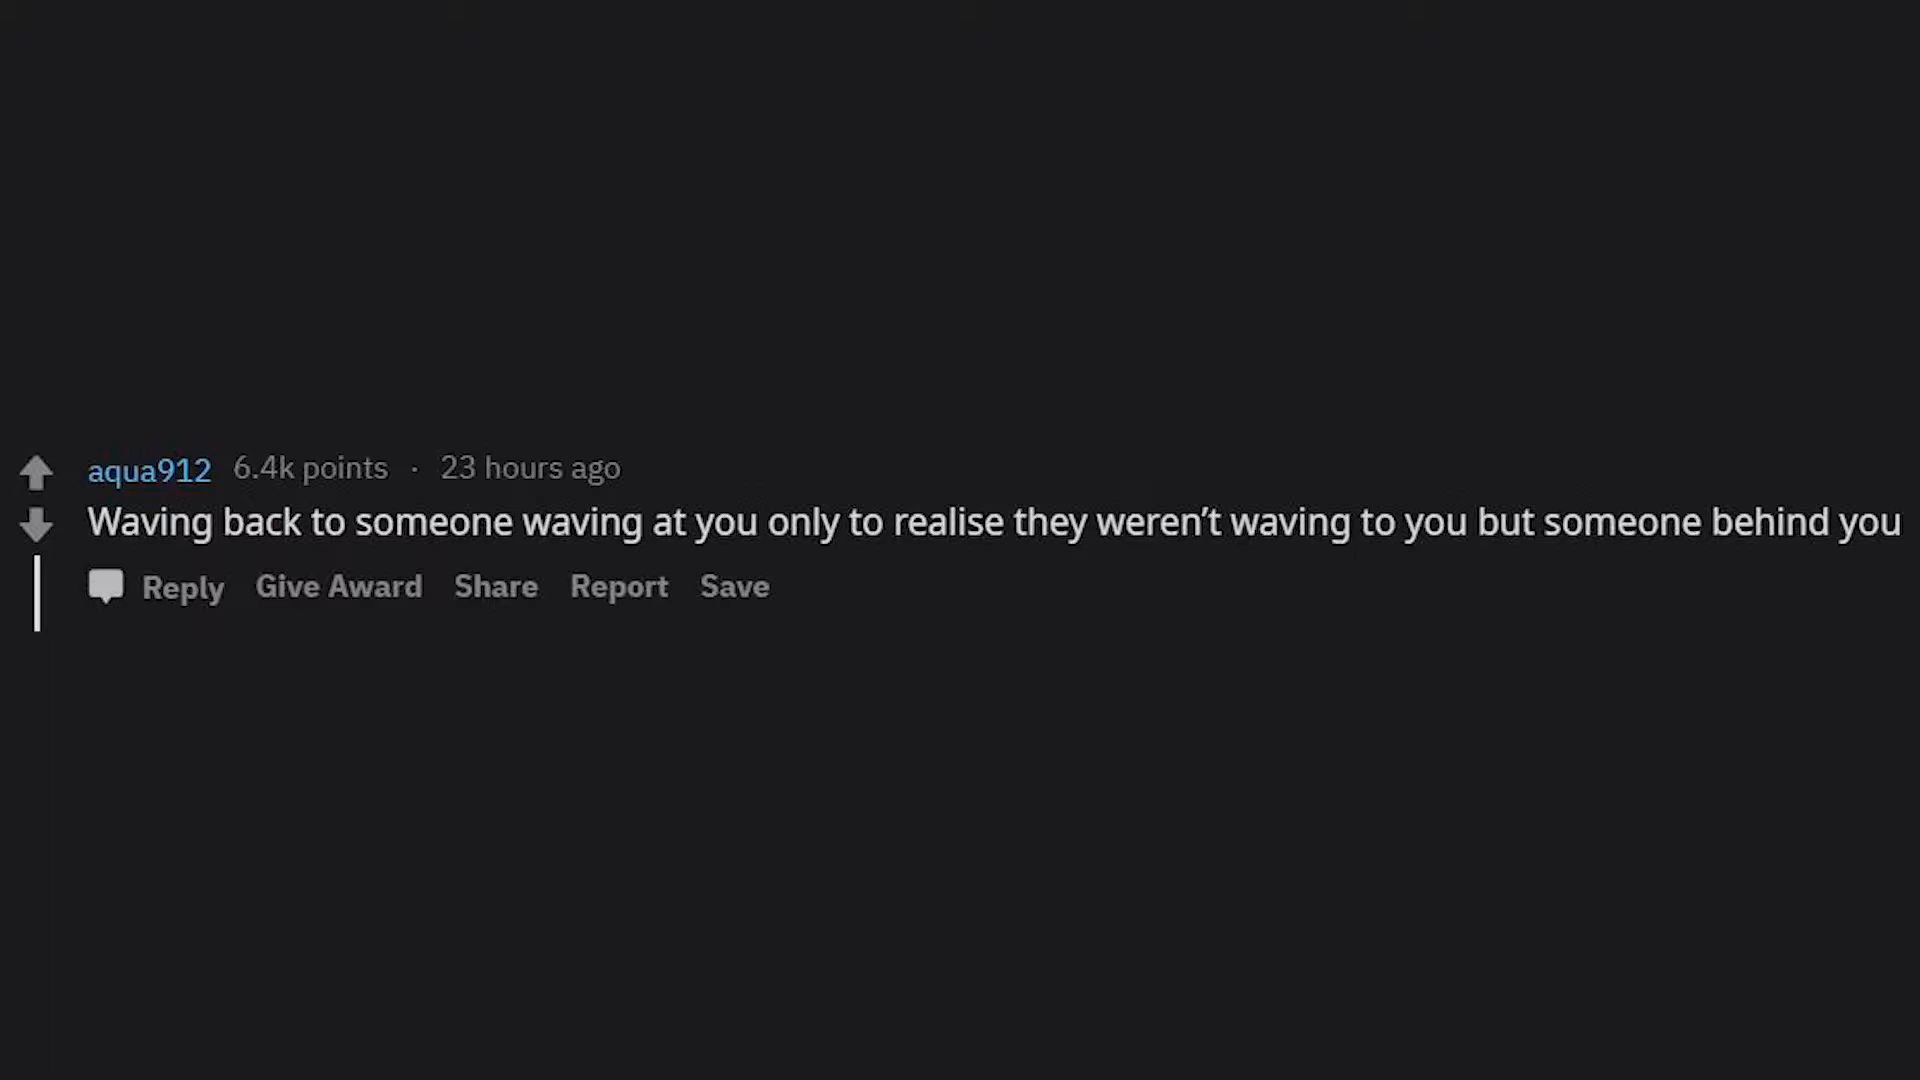 aqua912 6.4k points · 23 hours ago
Waving back to someone waving at you only to realise they weren’t waving to you but someone behind you
Reply Give Award Share Report Save